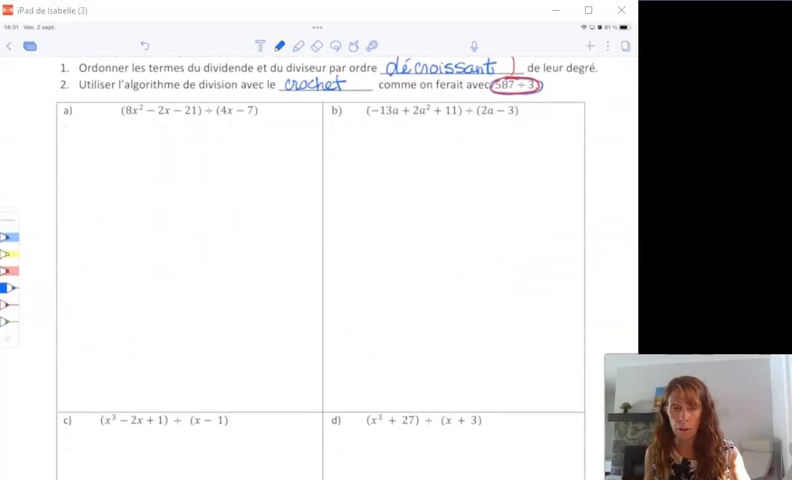 iPad de Isabelle (3)
14:31 Ven. 2 sept.
81 %
1. Ordonner les termes du dividende et du diviseur par ordre décroissant de leur degré.
2. Utiliser l'algorithme de division avec le crochet comme on ferait avec 587 ÷ 3
a) (8x² − 2x − 21) ÷ (4x − 7)
b) (−13a + 2a² + 11) ÷ (2a − 3)
c) (x³ − 2x + 1) ÷ (x − 1)
d) (x³ + 27) ÷ (x + 3)